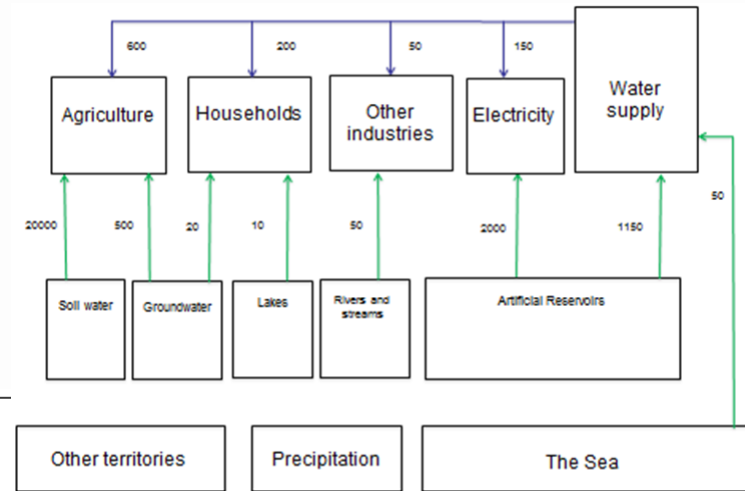 600
200
50
150
Agriculture
Households
Other
industries
Electricity
Water
supply
20000
500
20
10
50
2000
1150
50
Soil water
Groundwater
Lakes
Rivers and
streams
Artificial Reservoirs
Other territories
Precipitation
The Sea